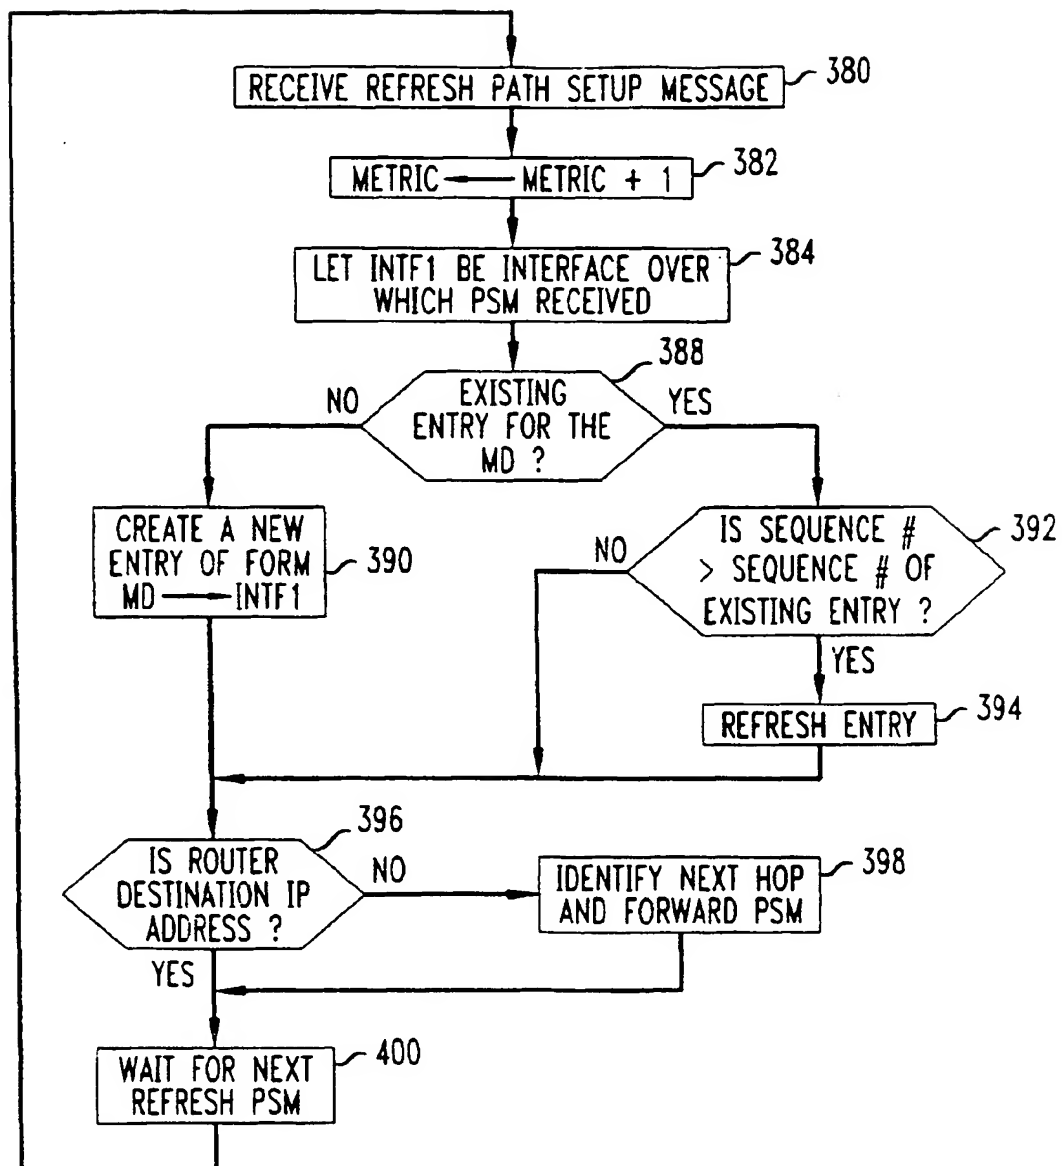 RECEIVE REFRESH PATH SETUP MESSAGE
380
METRIC ← METRIC + 1
382
LET INTF1 BE INTERFACE OVER
WHICH PSM RECEIVED
384
EXISTING
ENTRY FOR THE
MD ?
388
NO
YES
CREATE A NEW
ENTRY OF FORM
MD → INTF1
390
IS SEQUENCE #
> SEQUENCE # OF
EXISTING ENTRY ?
392
NO
YES
REFRESH ENTRY
394
IS ROUTER
DESTINATION IP
ADDRESS ?
396
NO
IDENTIFY NEXT HOP
AND FORWARD PSM
398
YES
WAIT FOR NEXT
REFRESH PSM
400